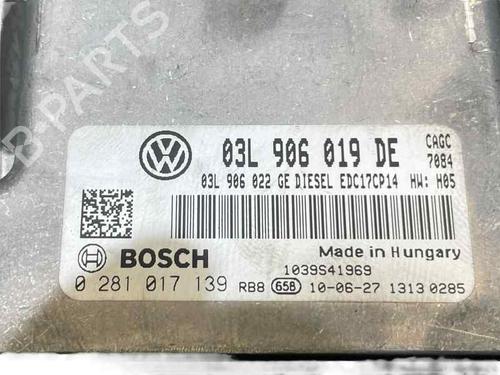 B-PARTS
03L 906 019 DE CAGC
7084
03L 906 022 GE DIESEL EDC17CP14 HW: H05
BOSCH
Made in Hungary
1039S41969
0 281 017 139 RB8 658 10-06-27 1313 0285